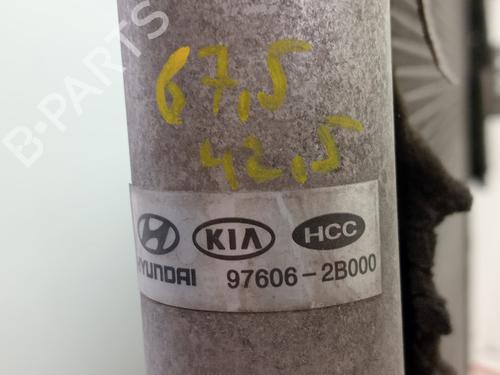 B-PARTS
67,5
42,5
KIA HCC
HYUNDAI 97606-2B000